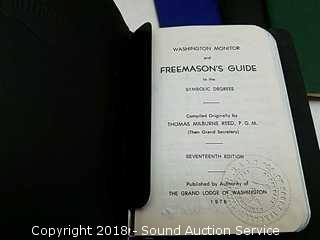 WASHINGTON MONITOR
and
FREEMASON'S GUIDE
to the
SYMBOLIC DEGREES
Compiled Originally by
THOMAS MILBURNE REED, P. G. M.
(Then Grand Secretary)
SEVENTEENTH EDITION
Published by Authority of
THE GRAND LODGE OF WASHINGTON
1976
Copyright 2018 - Sound Auction Service